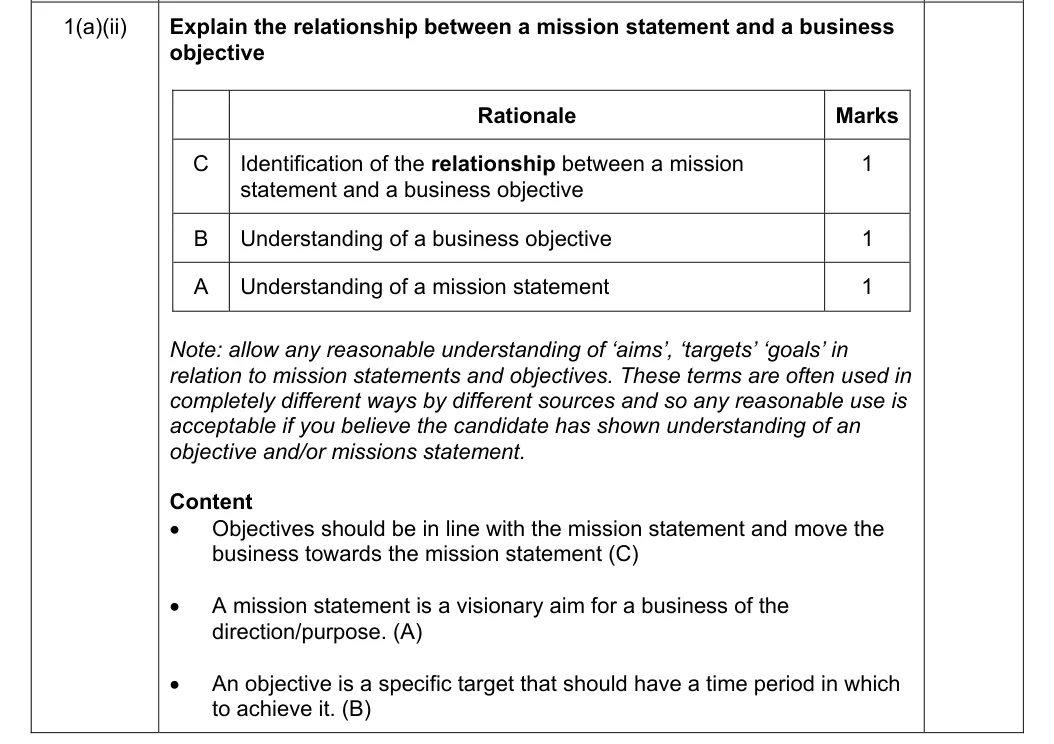 1(a)(ii) Explain the relationship between a mission statement and a business
objective
Rationale Marks
C Identification of the relationship between a mission 1
statement and a business objective
B Understanding of a business objective 1
A Understanding of a mission statement 1
Note: allow any reasonable understanding of ‘aims’, ‘targets’ ‘goals’ in
relation to mission statements and objectives. These terms are often used in
completely different ways by different sources and so any reasonable use is
acceptable if you believe the candidate has shown understanding of an
objective and/or missions statement.
Content
• Objectives should be in line with the mission statement and move the
business towards the mission statement (C)
• A mission statement is a visionary aim for a business of the
direction/purpose. (A)
• An objective is a specific target that should have a time period in which
to achieve it. (B)